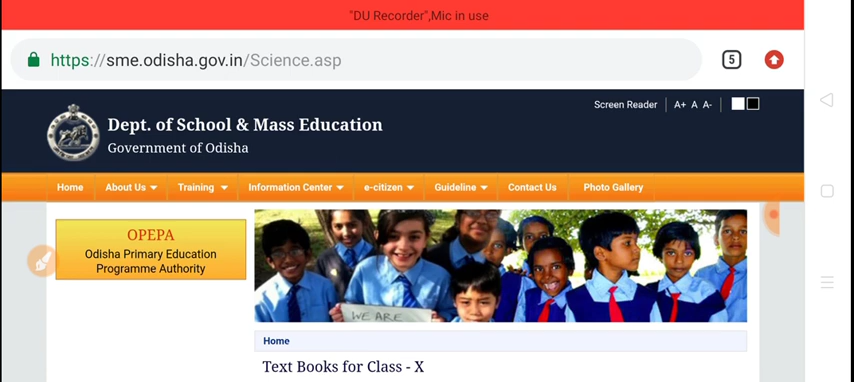 "DU Recorder",Mic in use
https://sme.odisha.gov.in/Science.asp
5
Screen Reader A+ A A-
Dept. of School & Mass Education
Government of Odisha
Home About Us Training Information Center e-citizen Guideline Contact Us Photo Gallery
OPEPA
Odisha Primary Education
Programme Authority
WE ARE
Home
Text Books for Class - X